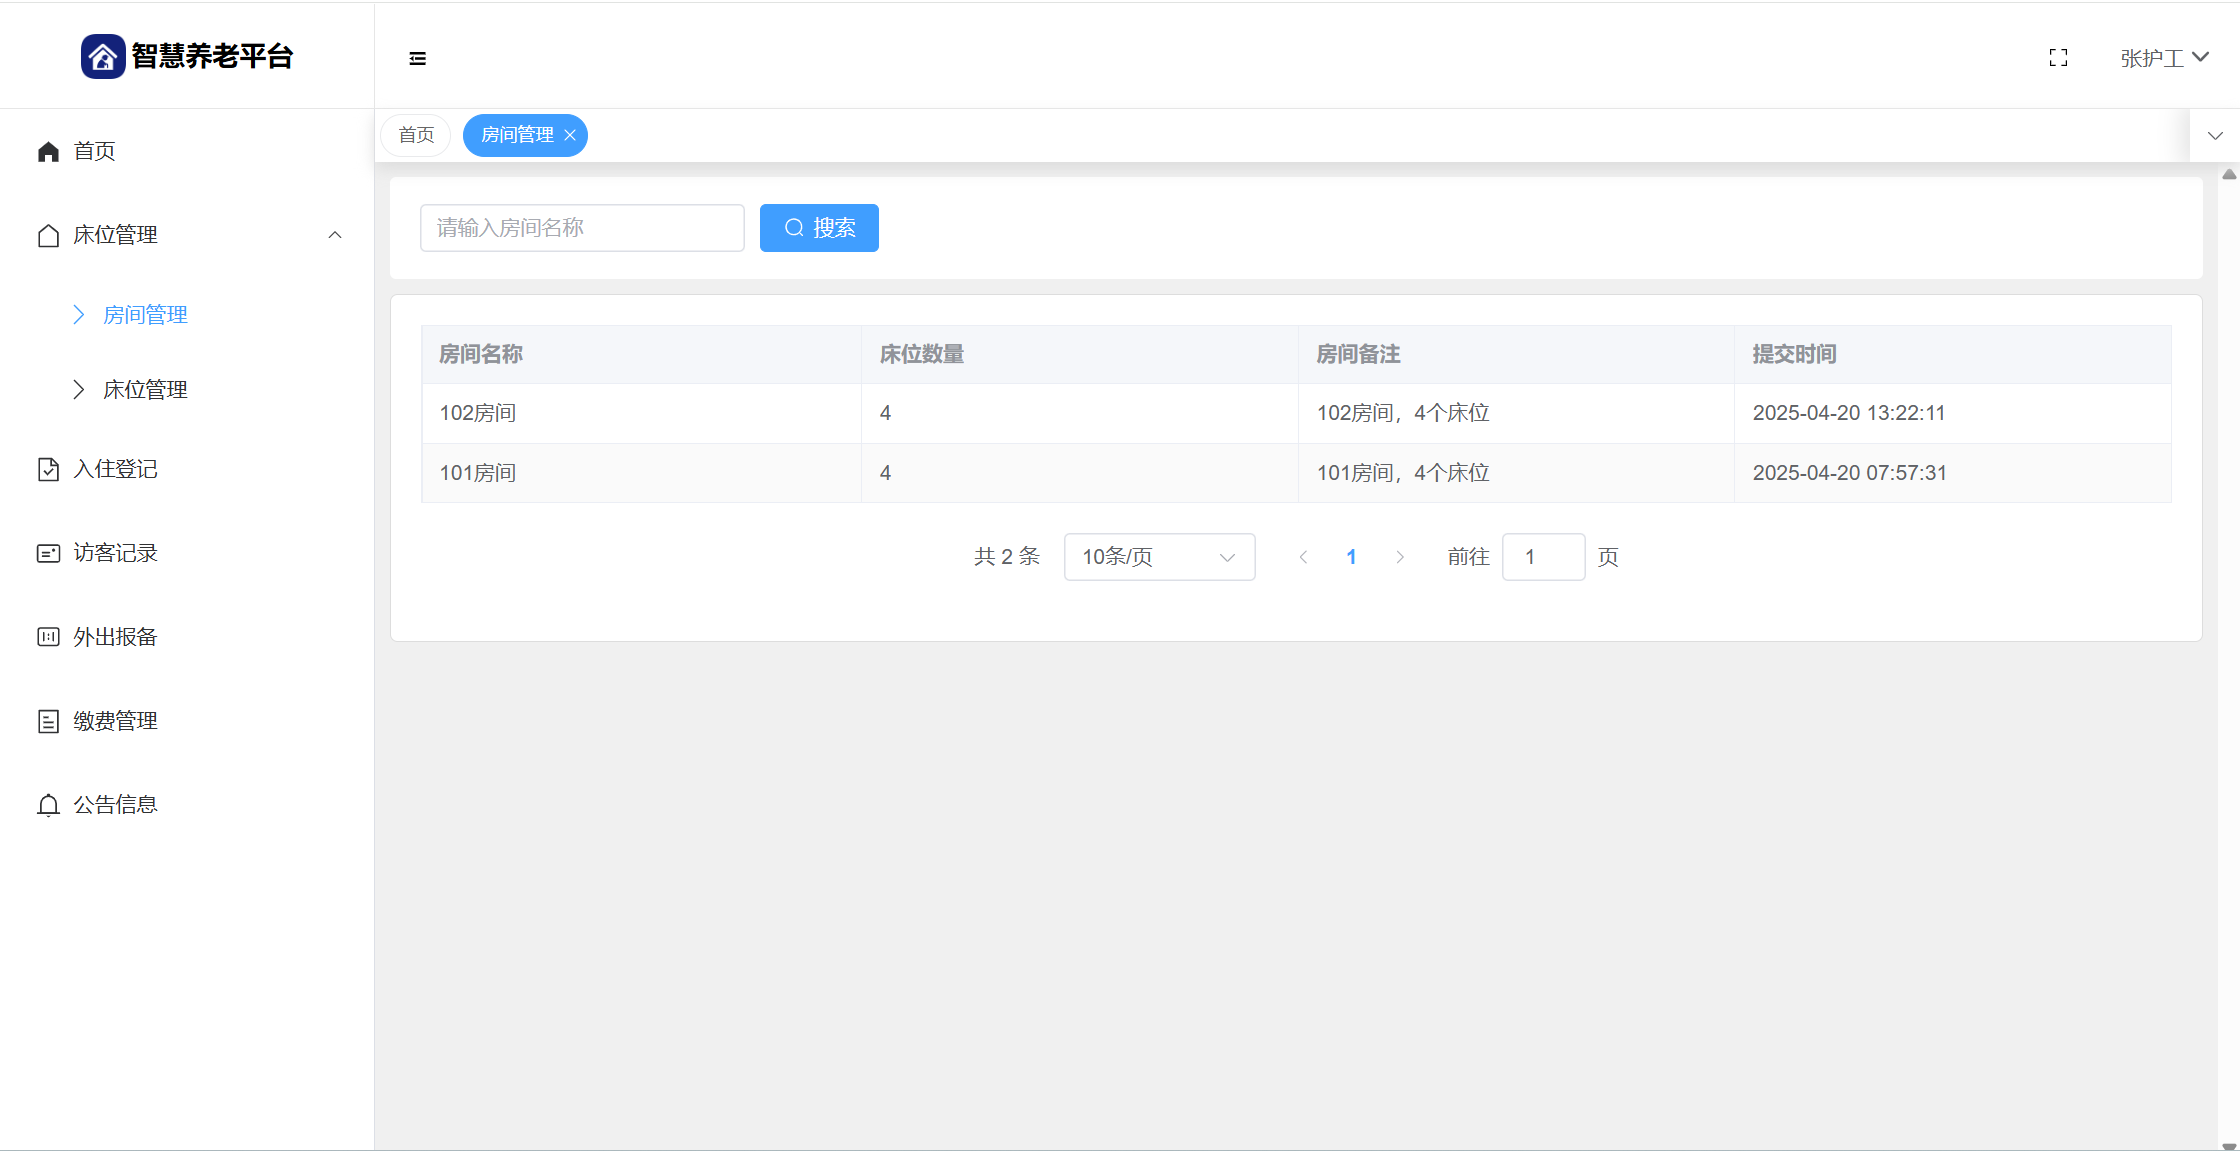 智慧养老平台
张护工
首页
房间管理
首页
床位管理
房间管理
床位管理
入住登记
访客记录
外出报备
缴费管理
公告信息
请输入房间名称
搜索
房间名称 床位数量 房间备注 提交时间
102房间 4 102房间，4个床位 2025-04-20 13:22:11
101房间 4 101房间，4个床位 2025-04-20 07:57:31
共 2 条 10条/页 1 前往 1 页